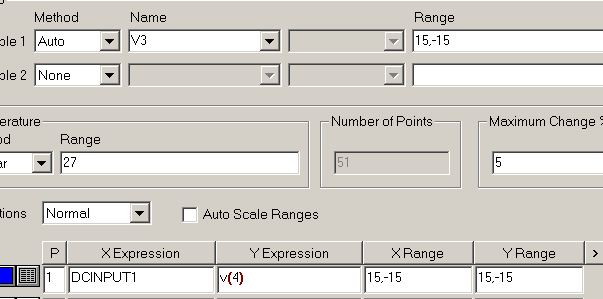 Method Name Range
ble 1 Auto V3 15,-15
ble 2 None
erature Number of Points Maximum Change %
od Range
ar 27 51 5
tions Normal Auto Scale Ranges
P X Expression Y Expression X Range Y Range >
1 DCINPUT1 v(4) 15,-15 15,-15